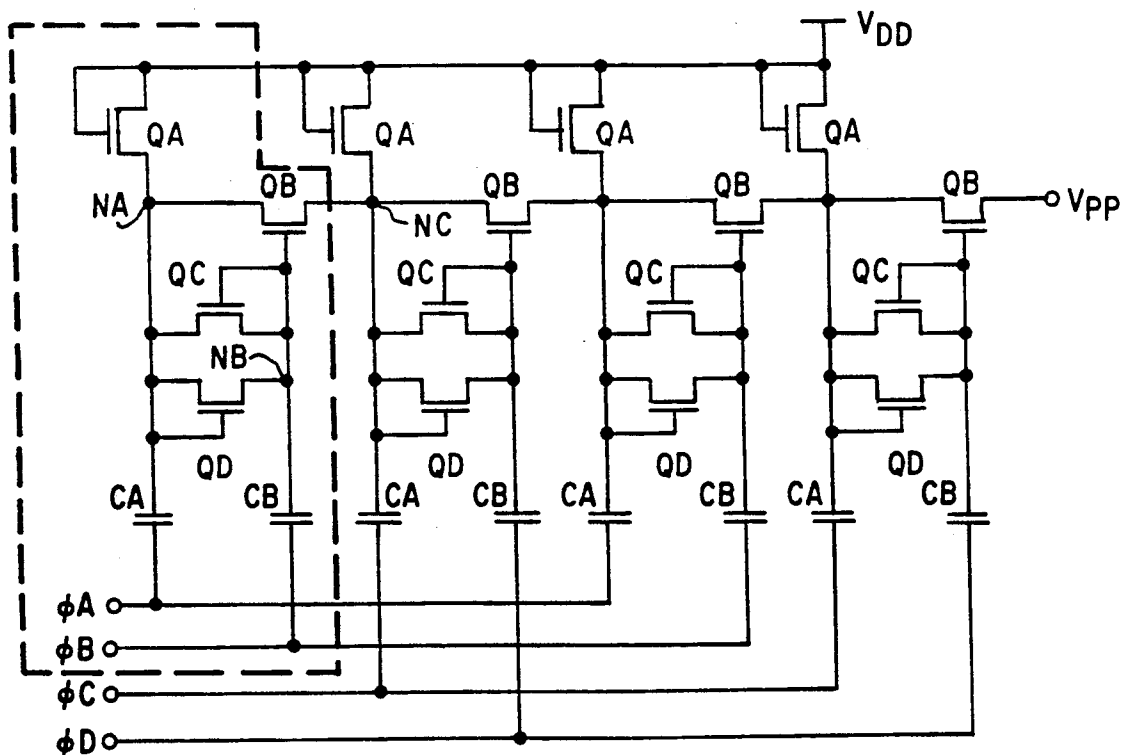 VDD
QA QA QA QA
QB QB QB QB
NA NC VPP
QC QC QC QC
NB
QD QD QD QD
CA CB CA CB CA CB CA CB
φA
φB
φC
φD